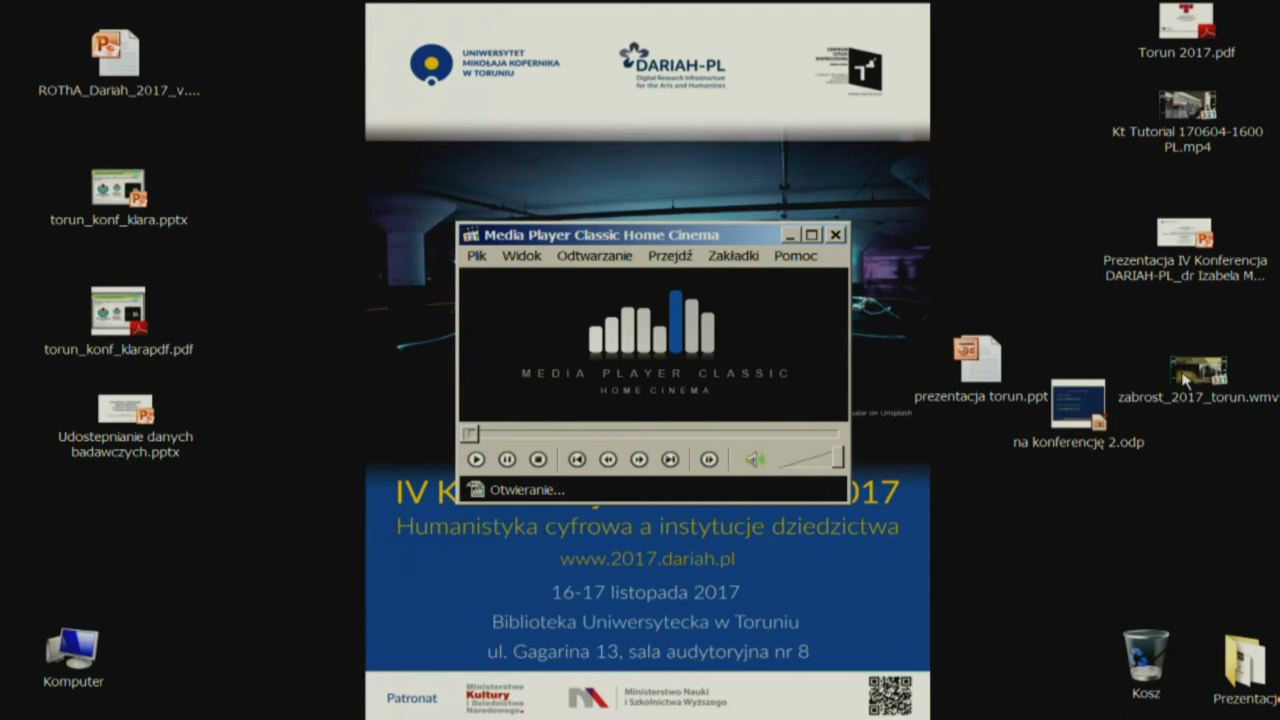 ROThA_Dariah_2017_v....
torun_konf_klara.pptx
torun_konf_klarapdf.pdf
Udostepnianie danych
badawczych.pptx
Komputer
UNIWERSYTET
MIKOŁAJA KOPERNIKA
W TORUNIU
DARIAH-PL
Digital Research Infrastructure
for the Arts and Humanities
Media Player Classic Home Cinema
Plik Widok Odtwarzanie Przejdź Zakładki Pomoc
MEDIA PLAYER CLASSIC
HOME CINEMA
Otwieranie...
on Unsplash
IV K
017
Humanistyka cyfrowa a instytucje dziedzictwa
www.2017.dariah.pl
16-17 listopada 2017
Biblioteka Uniwersytecka w Toruniu
ul. Gagarina 13, sala audytoryjna nr 8
Patronat
Ministerstwo
Kultury
i Dziedzictwa
Narodowego.
Ministerstwo Nauki
i Szkolnictwa Wyższego
Torun 2017.pdf
Kt Tutorial 170604-1600
PL.mp4
Prezentacja IV Konferencja
DARIAH-PL_dr Izabela M...
prezentacja torun.ppt
zabrost_2017_torun.wmv
na konferencję 2.odp
Kosz
Prezentacj